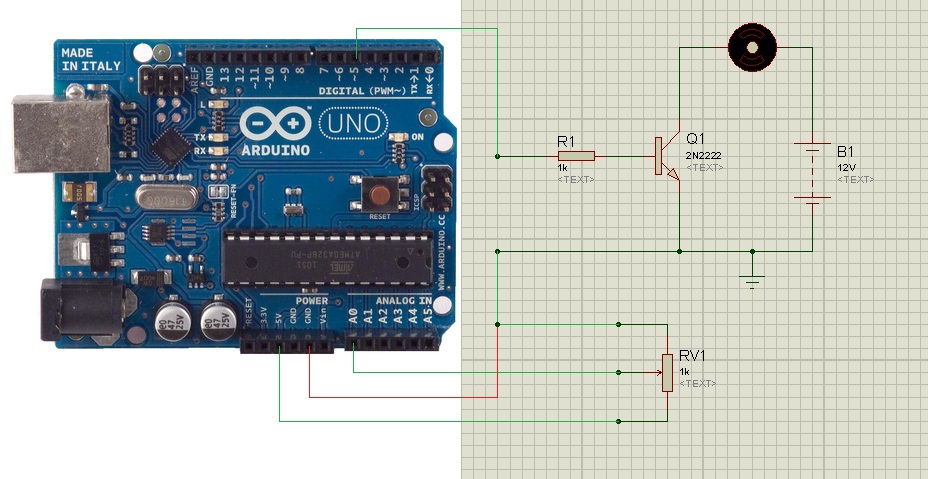 MADE
IN ITALY
AREF
GND
13
12
~11
~10
~9
8
7
~6
~5
4
~3
2
TX→1
RX←0
DIGITAL (PWM~)
L
TX
RX
ARDUINO
UNO
ON
RESET-EN
RESET
ICSP
WWW.ARDUINO.CC
ATMEGA328P-PU
ATMEL
1051
47
25V
47
25V
POWER
ANALOG IN
RESET
3.3V
5V
GND
GND
Vin
A0
A1
A2
A3
A4
A5
R1
1k
<TEXT>
Q1
2N2222
<TEXT>
B1
12V
<TEXT>
RV1
1k
<TEXT>